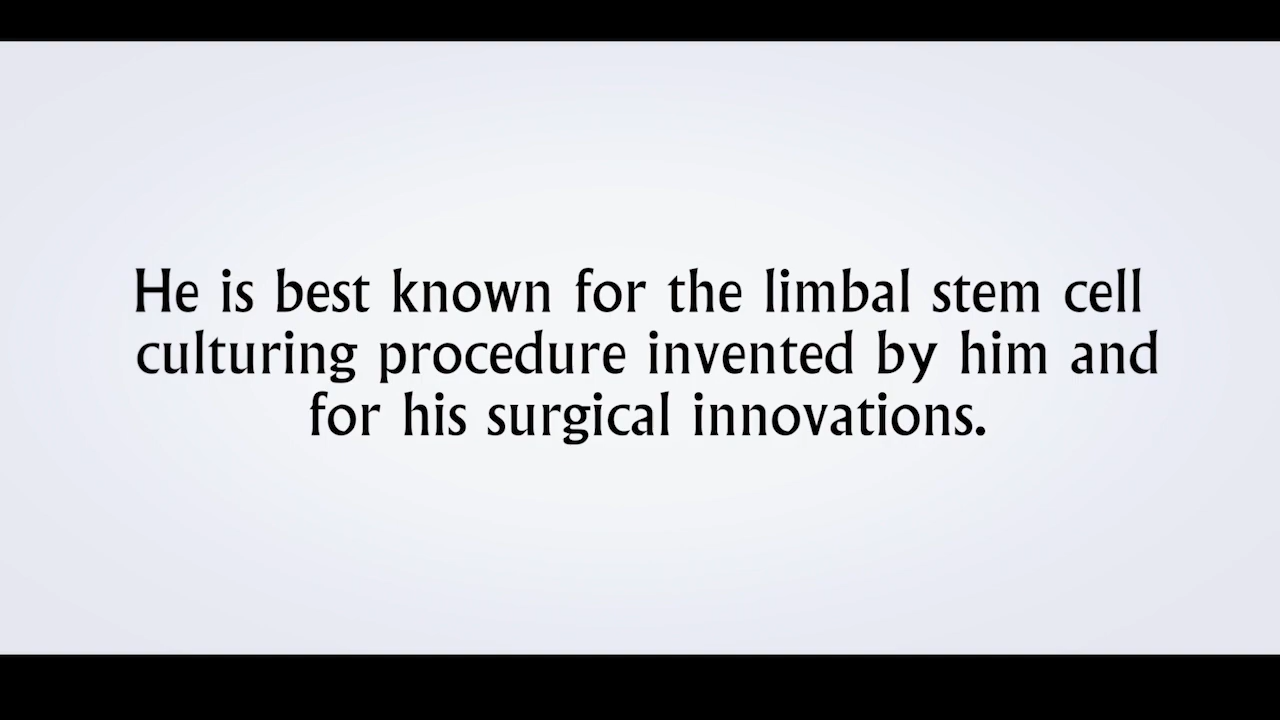 He is best known for the limbal stem cell
culturing procedure invented by him and
for his surgical innovations.